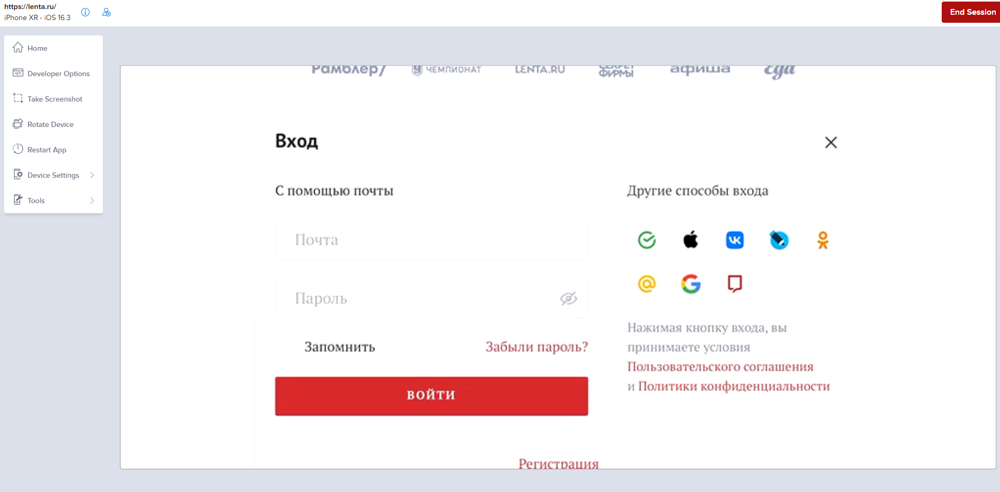 https://lenta.ru/
iPhone XR - iOS 16.3
End Session
Home
Developer Options
Take Screenshot
Rotate Device
Restart App
Device Settings
Tools
Рамблер/ ЧЕМПИОНАТ LENTA.RU СЕКРЕТ ФИРМЫ афиша Еда
Вход
С помощью почты
Почта
Пароль
Запомнить Забыли пароль?
ВОЙТИ
Другие способы входа
Нажимая кнопку входа, вы
принимаете условия
Пользовательского соглашения
и Политики конфиденциальности
Регистрация